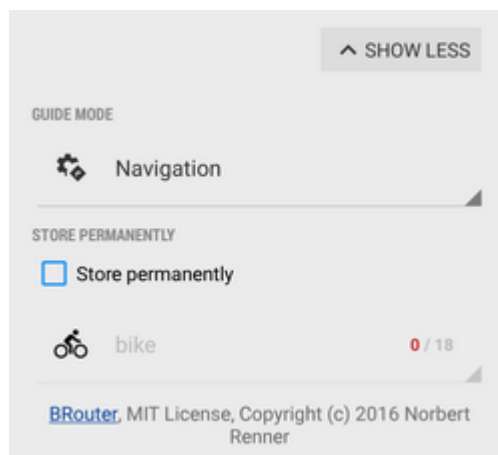 SHOW LESS
GUIDE MODE
Navigation
STORE PERMANENTLY
Store permanently
bike 0 / 18
BRouter, MIT License, Copyright (c) 2016 Norbert
Renner